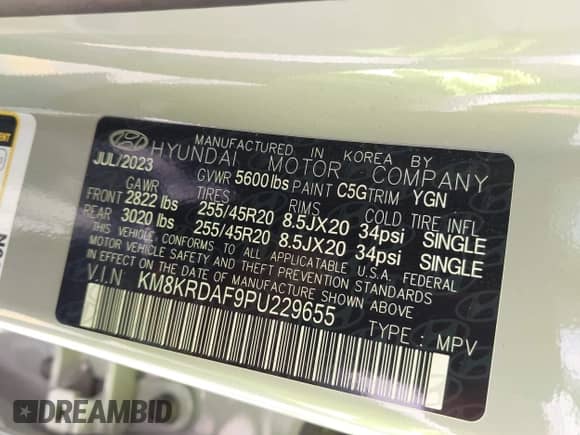 MANUFACTURED IN KOREA BY
HYUNDAI MOTOR COMPANY
JUL/2023 GVWR 5600lbs PAINT C5G TRIM YGN
GAWR TIRES RIMS COLD TIRE INFL
FRONT 2822 lbs 255/45R20 8.5JX20 34psi SINGLE
REAR 3020 lbs 255/45R20 8.5JX20 34psi SINGLE
THIS VEHICLE CONFORMS TO ALL APPLICATABLE U.S.A. FEDERAL
MOTOR VEHICLE SAFETY AND THEFT PREVENTION STANDARDS
IN EFFECT ON THE DATE OF MANUFACTURE SHOWN ABOVE
V.I.N KM8KRDAF9PU229655
TYPE : MPV
DREAMBID